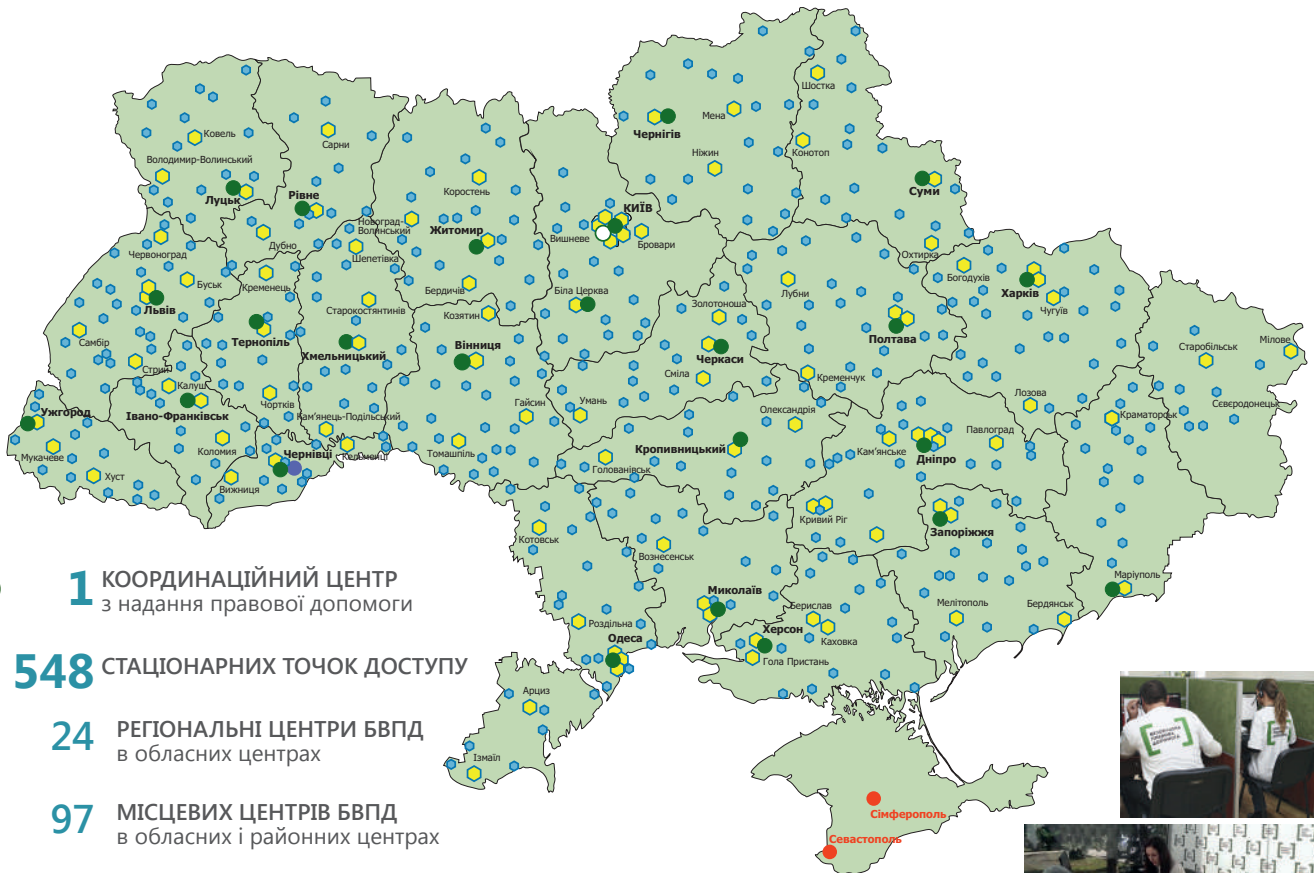 Шостка
Мена
Чернігів
Ковель
Сарни
Конотоп
Ніжин
Володимир-Волинський
Коростень
Суми
Луцьк
Рівне
КИЇВ
Новоград-
Волинський
Житомир
Вишневе
Бровари
Дубно
Червоноград
Шепетівка
Охтирка
Богодухів
Буськ
Кременець
Бердичів
Біла Церква
Лубни
Харків
Львів
Старокостянтинів
Козятин
Золотоноша
Чугуїв
Самбір
Тернопіль
Хмельницький
Вінниця
Черкаси
Полтава
Мілове
Старобільськ
Стрий
Сміла
Кременчук
Калуш
Лозова
Ужгород
Івано-Франківськ
Чортків
Кам'янець-Подільський
Гайсин
Умань
Олександрія
Краматорськ
Сєвєродонецьк
Мукачеве
Коломия
Чернівці
Кельменці
Томашпіль
Кропивницький
Кам'янське
Павлоград
Дніпро
Голованівськ
Хуст
Вижниця
Кривий Ріг
Запоріжжя
Котовськ
Вознесенськ
Маріуполь
Миколаїв
Берислав
Мелітополь
Бердянськ
Роздільна
Херсон
Каховка
Одеса
Гола Пристань
Арциз
Ізмаїл
Сімферополь
Севастополь
1 КООРДИНАЦІЙНИЙ ЦЕНТР
з надання правової допомоги
548 СТАЦІОНАРНИХ ТОЧОК ДОСТУПУ
24 РЕГІОНАЛЬНІ ЦЕНТРИ БВПД
в обласних центрах
97 МІСЦЕВИХ ЦЕНТРІВ БВПД
в обласних і районних центрах